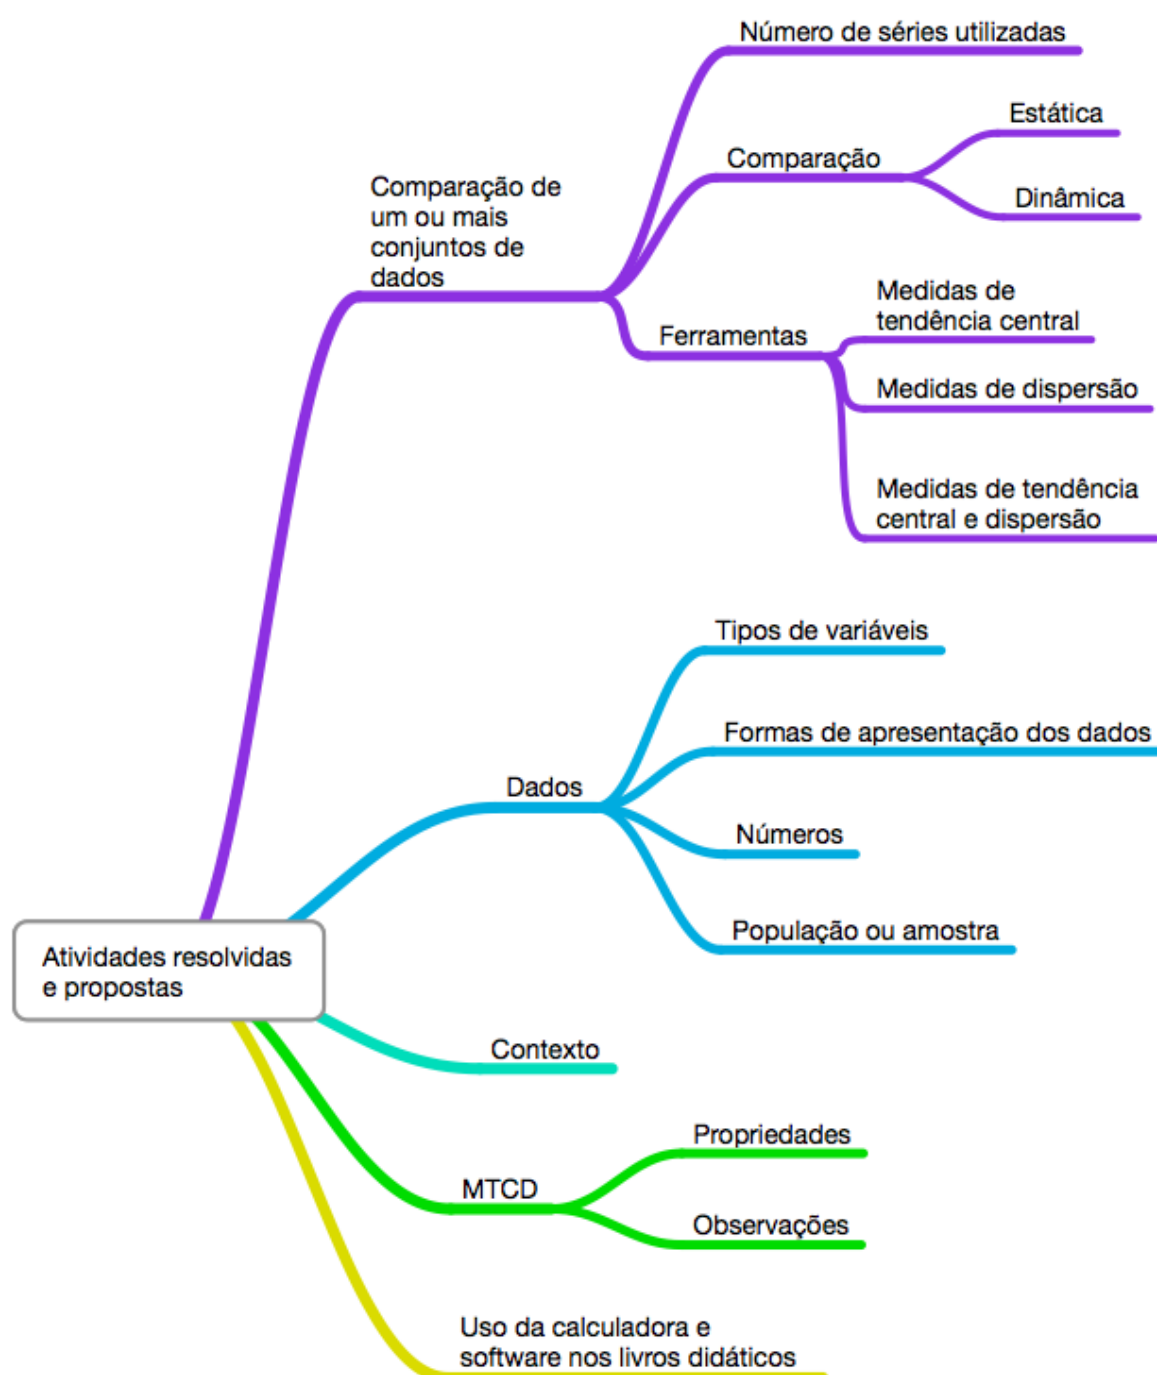 Número de séries utilizadas
Estática
Comparação
Dinâmica
Comparação de
um ou mais
conjuntos de
dados
Medidas de
tendência central
Ferramentas
Medidas de dispersão
Medidas de tendência
central e dispersão
Tipos de variáveis
Formas de apresentação dos dados
Dados
Números
População ou amostra
Atividades resolvidas
e propostas
Contexto
Propriedades
MTCD
Observações
Uso da calculadora e
software nos livros didáticos